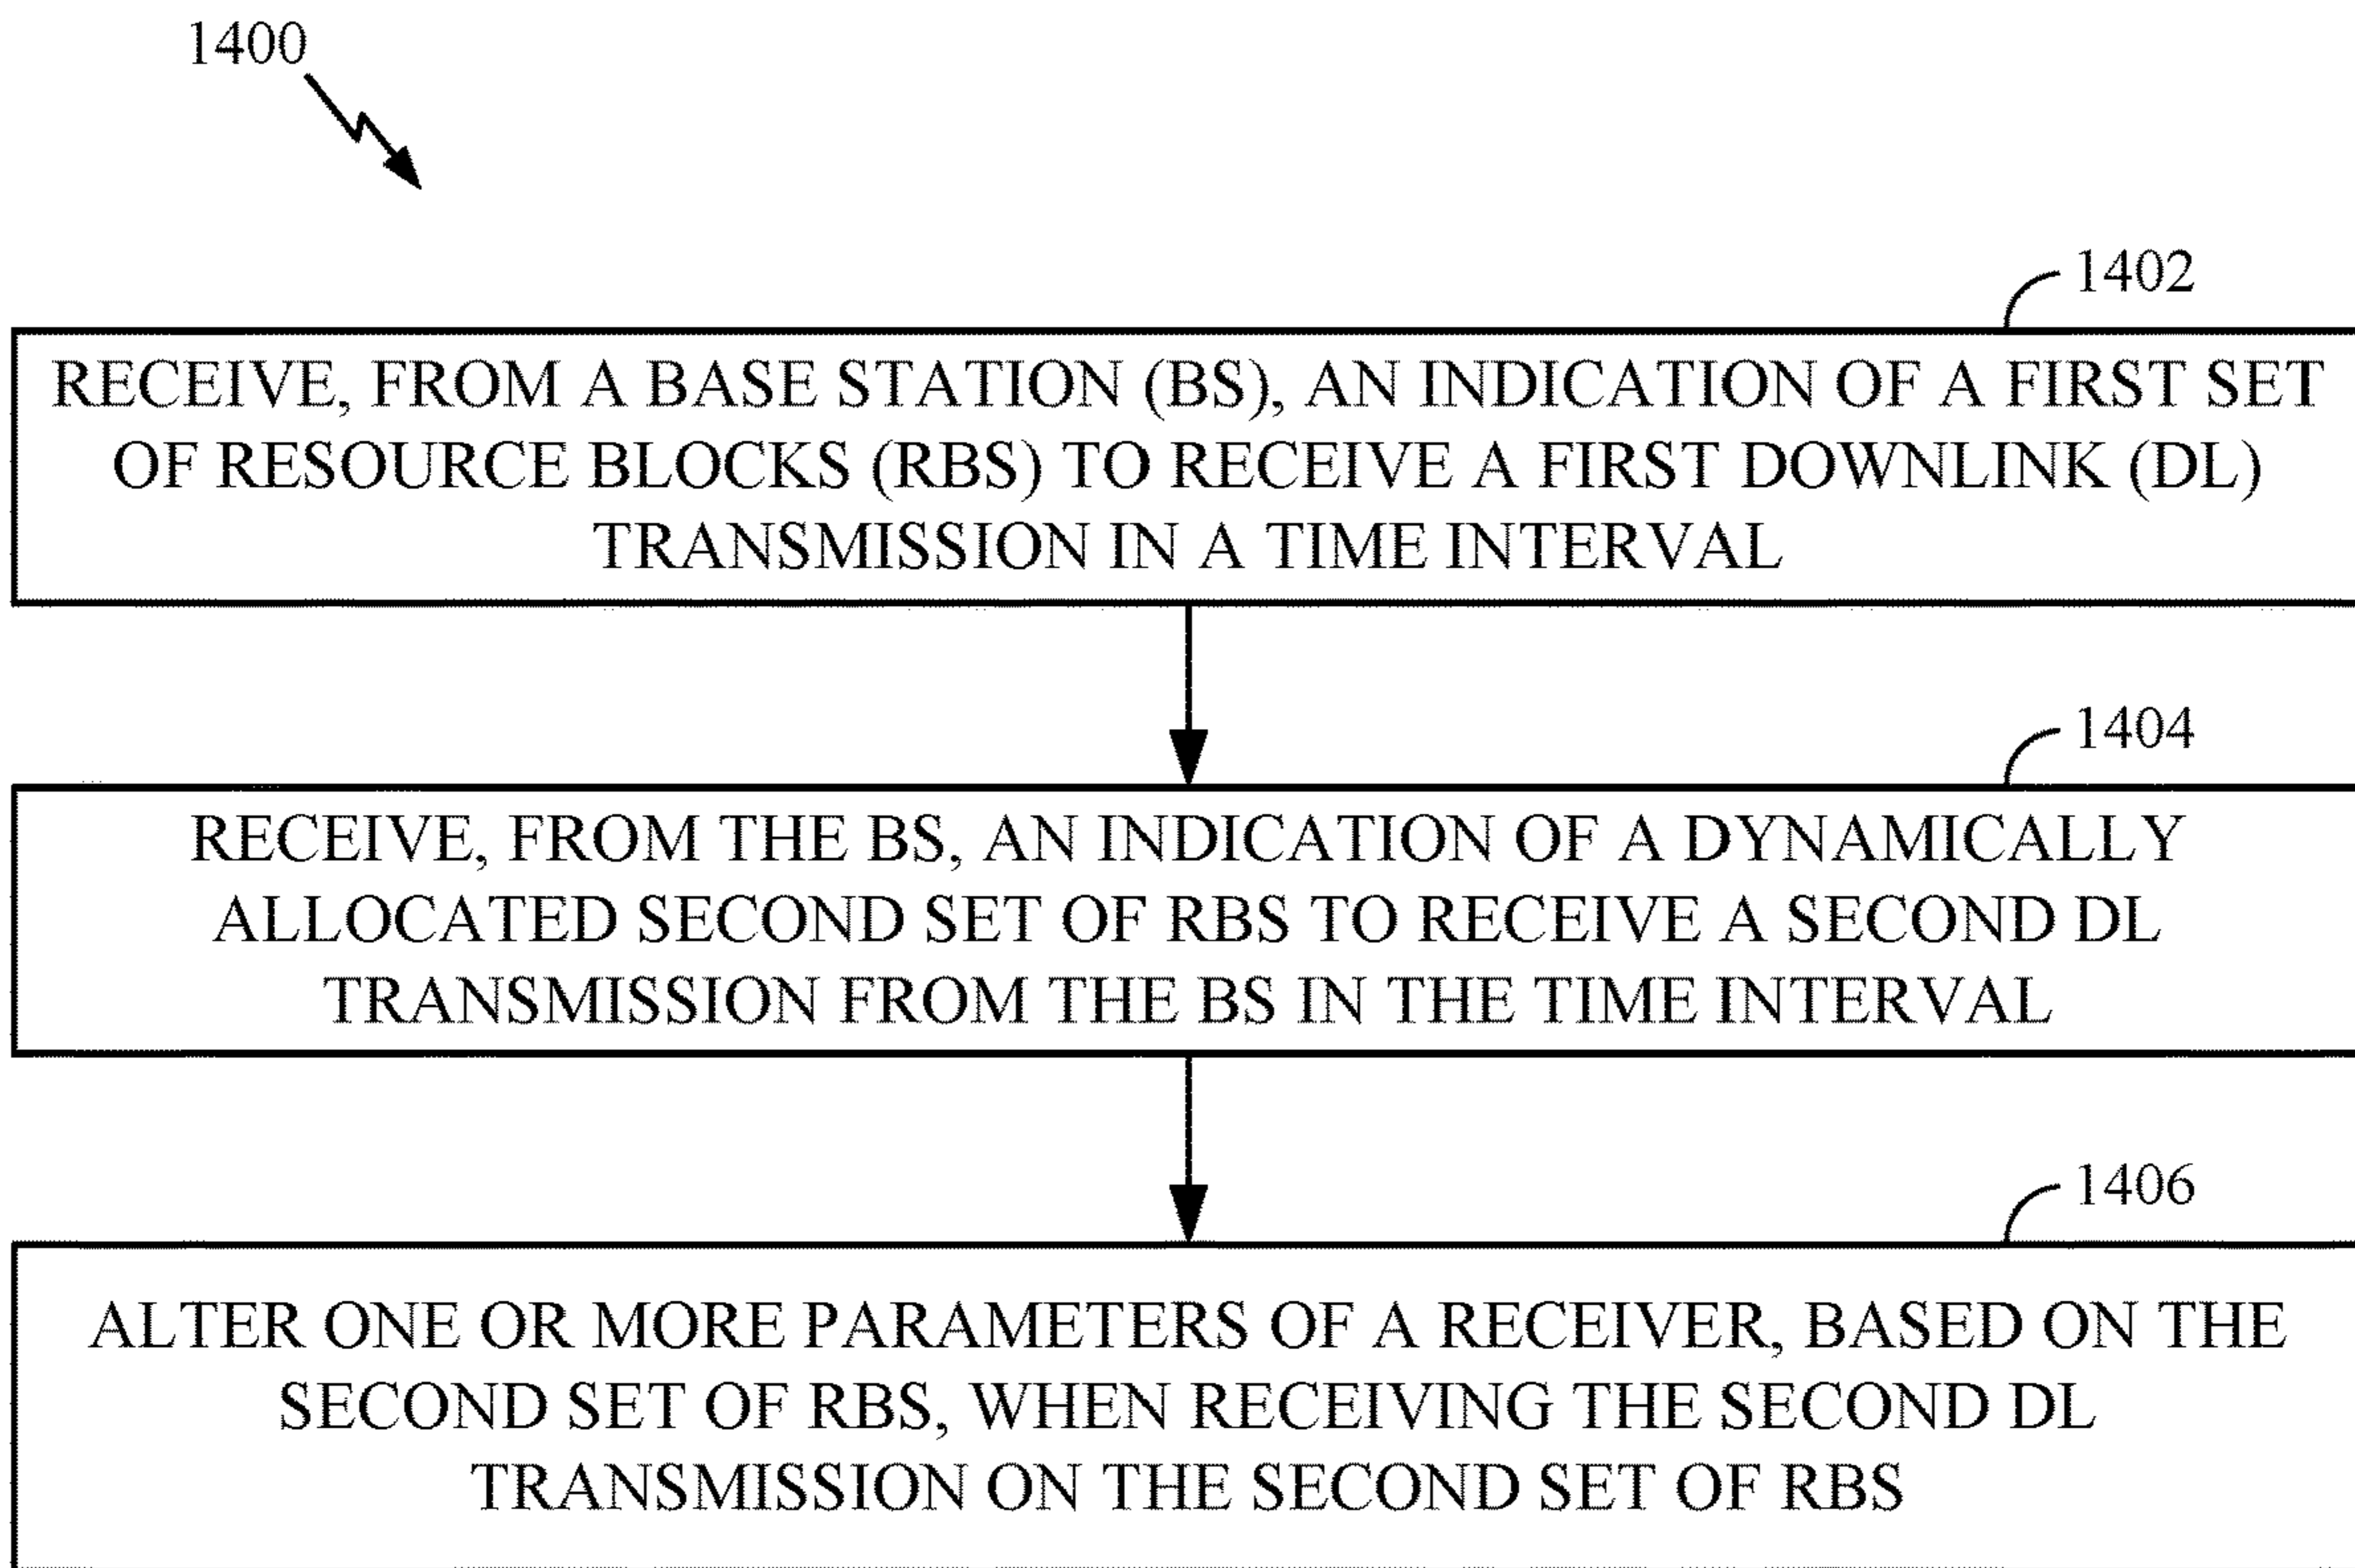 1400
1402
RECEIVE, FROM A BASE STATION (BS), AN INDICATION OF A FIRST SET
OF RESOURCE BLOCKS (RBS) TO RECEIVE A FIRST DOWNLINK (DL)
TRANSMISSION IN A TIME INTERVAL
1404
RECEIVE, FROM THE BS, AN INDICATION OF A DYNAMICALLY
ALLOCATED SECOND SET OF RBS TO RECEIVE A SECOND DL
TRANSMISSION FROM THE BS IN THE TIME INTERVAL
1406
ALTER ONE OR MORE PARAMETERS OF A RECEIVER, BASED ON THE
SECOND SET OF RBS, WHEN RECEIVING THE SECOND DL
TRANSMISSION ON THE SECOND SET OF RBS